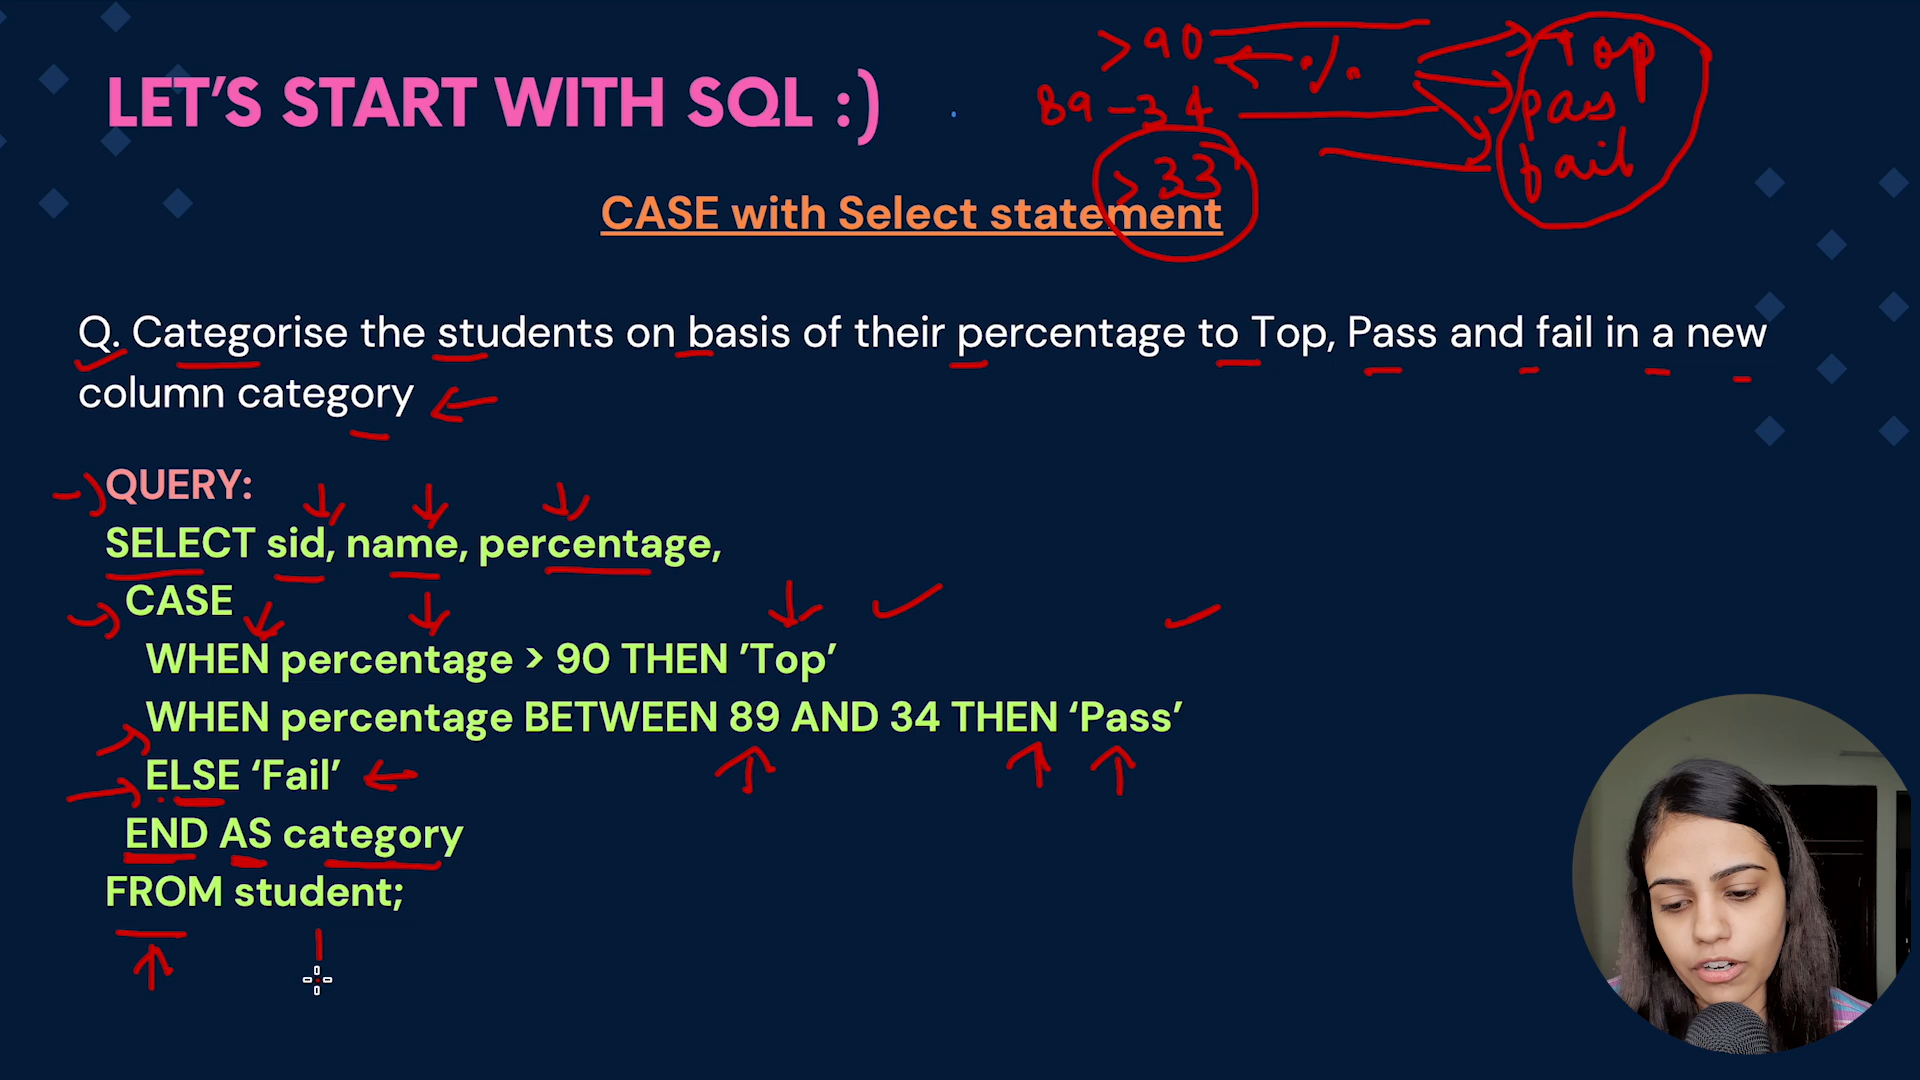 LET’S START WITH SQL :)
>90 ← % Top
89-34 pass
>33 fail
CASE with Select statement
Q. Categorise the students on basis of their percentage to Top, Pass and fail in a new
column category
QUERY:
SELECT sid, name, percentage,
CASE
WHEN percentage > 90 THEN ’Top’
WHEN percentage BETWEEN 89 AND 34 THEN ‘Pass’
ELSE ‘Fail’
END AS category
FROM student;